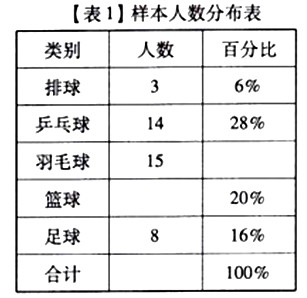 【表1】样本人数分布表
类别 人数 百分比
排球 3 6%
乒乓球 14 28%
羽毛球 15
篮球 20%
足球 8 16%
合计 100%